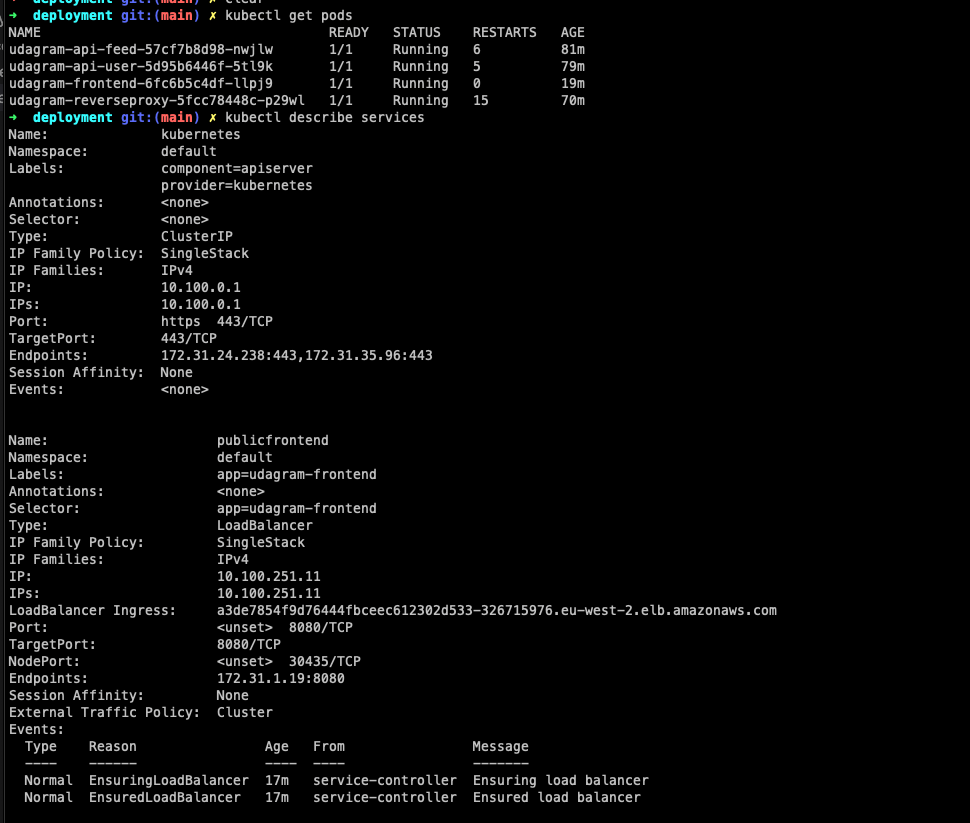 ➜  deployment git:(main) ✗ clear
➜  deployment git:(main) ✗ kubectl get pods
NAME                                    READY   STATUS    RESTARTS   AGE
udagram-api-feed-57cf7b8d98-nwjlw       1/1     Running   6          81m
udagram-api-user-5d95b6446f-5tl9k       1/1     Running   5          79m
udagram-frontend-6fc6b5c4df-llpj9       1/1     Running   0          19m
udagram-reverseproxy-5fcc78448c-p29wl   1/1     Running   15         70m
➜  deployment git:(main) ✗ kubectl describe services
Name:              kubernetes
Namespace:         default
Labels:            component=apiserver
                   provider=kubernetes
Annotations:       <none>
Selector:          <none>
Type:              ClusterIP
IP Family Policy:  SingleStack
IP Families:       IPv4
IP:                10.100.0.1
IPs:               10.100.0.1
Port:              https  443/TCP
TargetPort:        443/TCP
Endpoints:         172.31.24.238:443,172.31.35.96:443
Session Affinity:  None
Events:            <none>
Name:                     publicfrontend
Namespace:                default
Labels:                   app=udagram-frontend
Annotations:              <none>
Selector:                 app=udagram-frontend
Type:                     LoadBalancer
IP Family Policy:         SingleStack
IP Families:              IPv4
IP:                       10.100.251.11
IPs:                      10.100.251.11
LoadBalancer Ingress:     a3de7854f9d76444fbceec612302d533-326715976.eu-west-2.elb.amazonaws.com
Port:                     <unset>  8080/TCP
TargetPort:               8080/TCP
NodePort:                 <unset>  30435/TCP
Endpoints:                172.31.1.19:8080
Session Affinity:         None
External Traffic Policy:  Cluster
Events:
  Type    Reason                Age   From                Message
  ----    ------                ----  ----                -------
  Normal  EnsuringLoadBalancer  17m   service-controller  Ensuring load balancer
  Normal  EnsuredLoadBalancer   17m   service-controller  Ensured load balancer